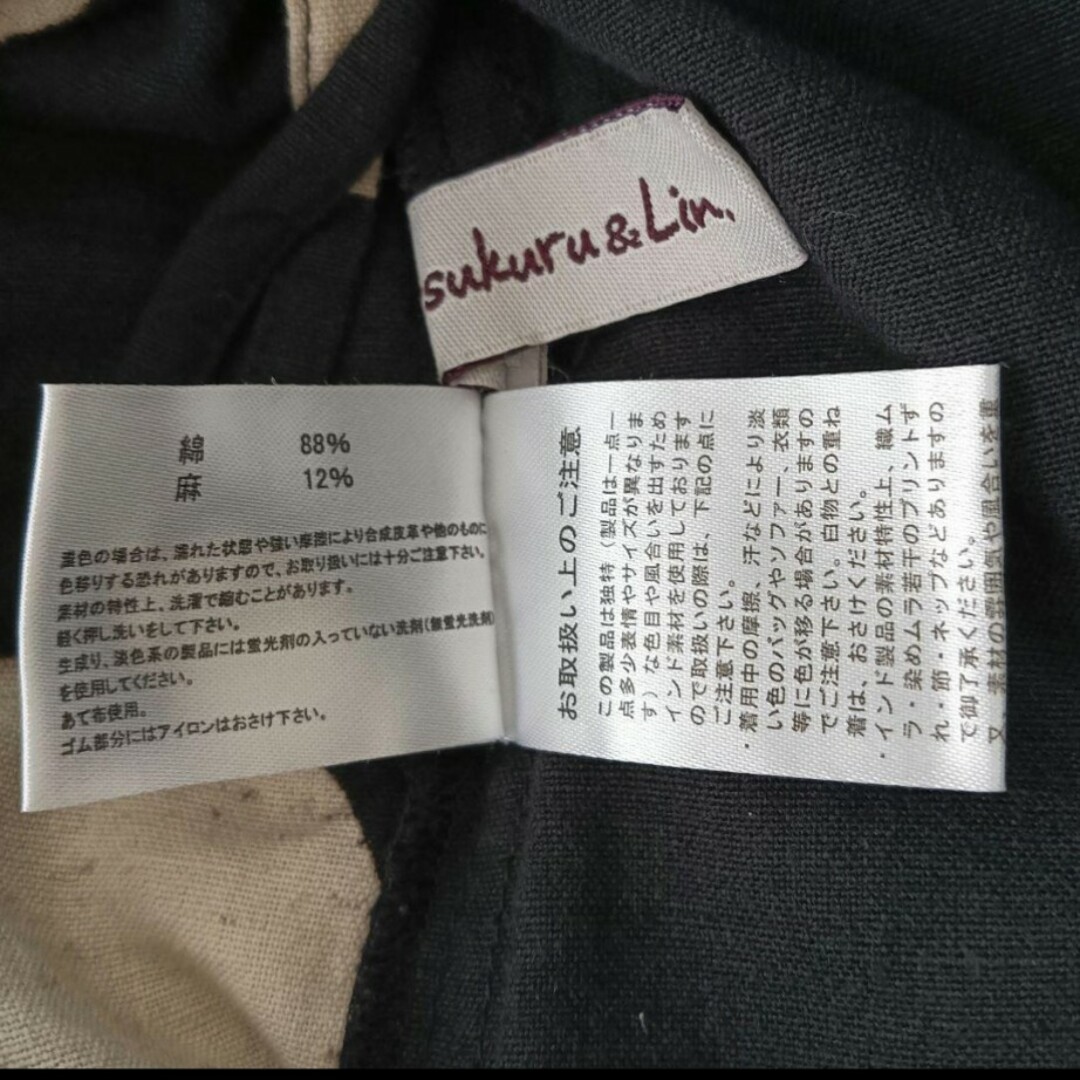 sukuru&Lin.
綿 88%
麻 12%
濃色の場合は、濡れた状態や強い摩擦により合成皮革や他のものに
色移りする恐れがありますので、お取り扱いには十分ご注意下さい。
素材の特性上、洗濯で縮むことがあります。
軽く押し洗いをして下さい。
生成り、淡色系の製品には蛍光剤の入っていない洗剤(無蛍光洗剤)
を使用してください。
あて布使用。
ゴム部分にはアイロンはおさけ下さい。
お取扱い上のご注意
この製品は独特（製品は一点一
点多少表情やサイズが異なりま
す）な色目や風合いを出すため
インド素材を使用しております
ので取扱いの際は、下記の点に
ご注意下さい。
・着用中の摩擦、汗などにより淡
い色のバッグやソファー、衣類
等に色が移る場合がありますの
でご注意下さい。白物との重ね
着は、おさけください。
・インド製品の素材特性上、織ム
ラ・染めムラ若干のプリントず
れ・節・ネップなどありますの
で御了承ください。
又、素材の雰囲気や風合いを重